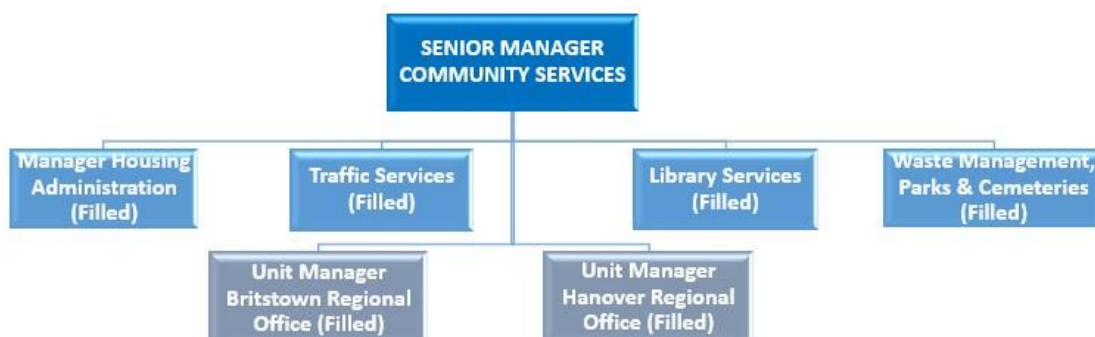 SENIOR MANAGER
COMMUNITY SERVICES
Manager Housing
Administration
(Filled)
Traffic Services
(Filled)
Library Services
(Filled)
Waste Management,
Parks & Cemeteries
(Filled)
Unit Manager
Britstown Regional
Office (Filled)
Unit Manager
Hanover Regional
Office (Filled)